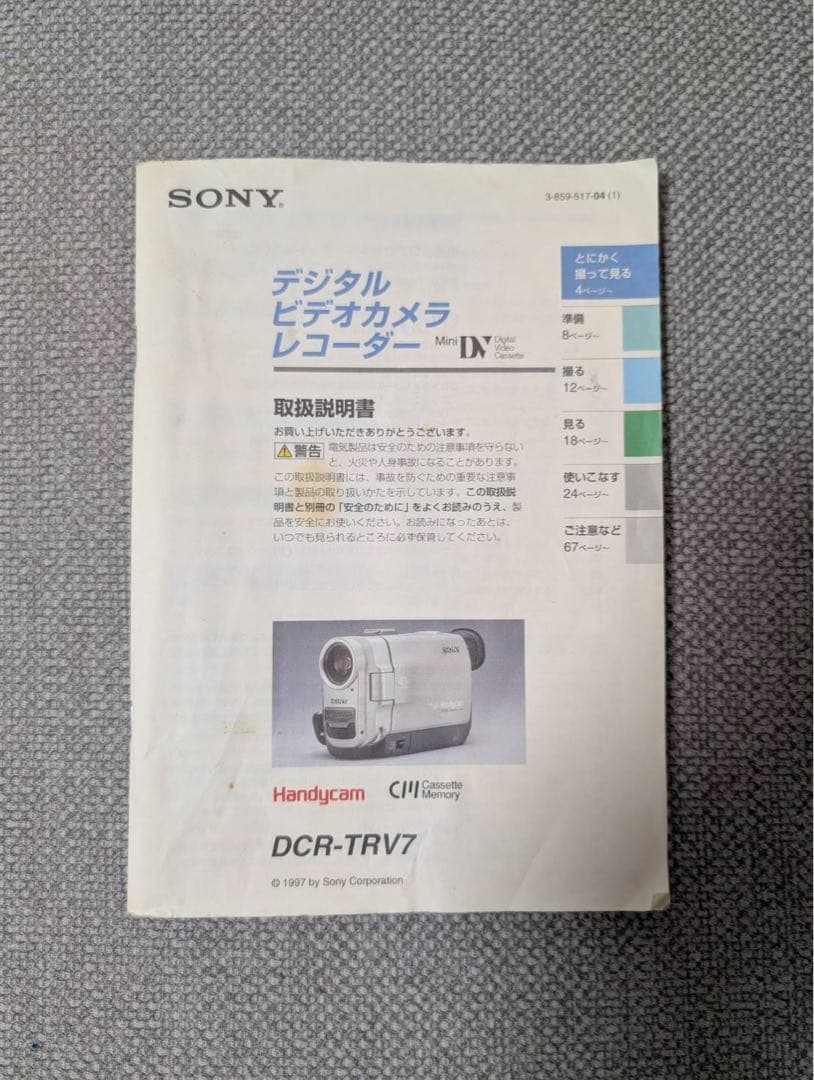 SONY®
3-859-517-04 (1)
デジタル
ビデオカメラ
レコーダー
Mini DV Digital
Video
Cassette
とにかく
撮って見る
4ページ~
準備
8ページ~
撮る
12ページ~
見る
18ページ~
使いこなす
24ページ~
ご注意など
67ページ~
取扱説明書
お買い上げいただきありがとうございます。
警告 電気製品は安全のための注意事項を守らない
と、火災や人身事故になることがあります。
この取扱説明書には、事故を防ぐための重要な注意事
項と製品の取り扱いかたを示しています。この取扱説
明書と別冊の「安全のために」をよくお読みのうえ、製
品を安全にお使いください。お読みになったあとは、
いつでも見られるところに必ず保管してください。
SONY
Handycam
CM Cassette
Memory
DCR-TRV7
© 1997 by Sony Corporation